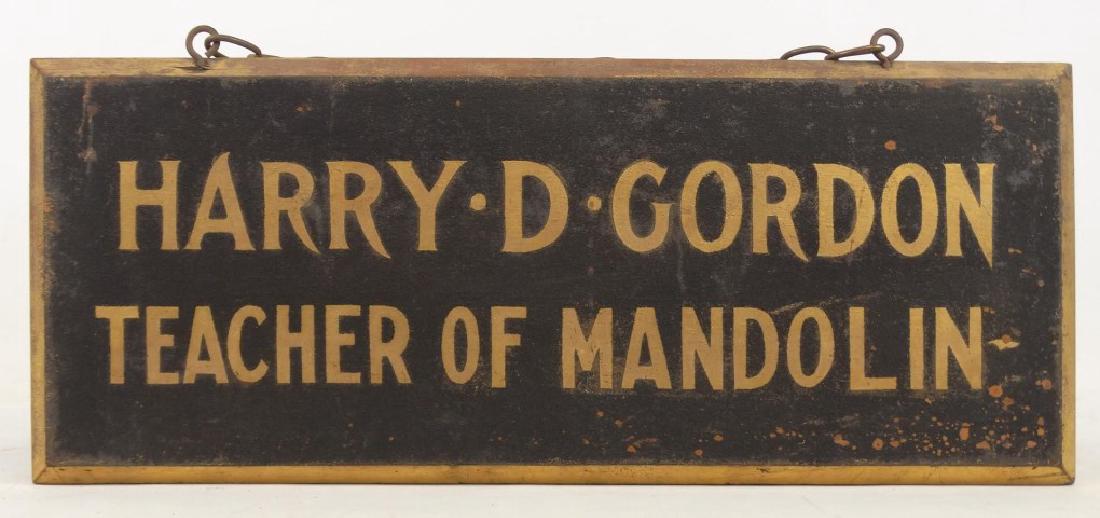 HARRY·D·GORDON
TEACHER OF MANDOLIN